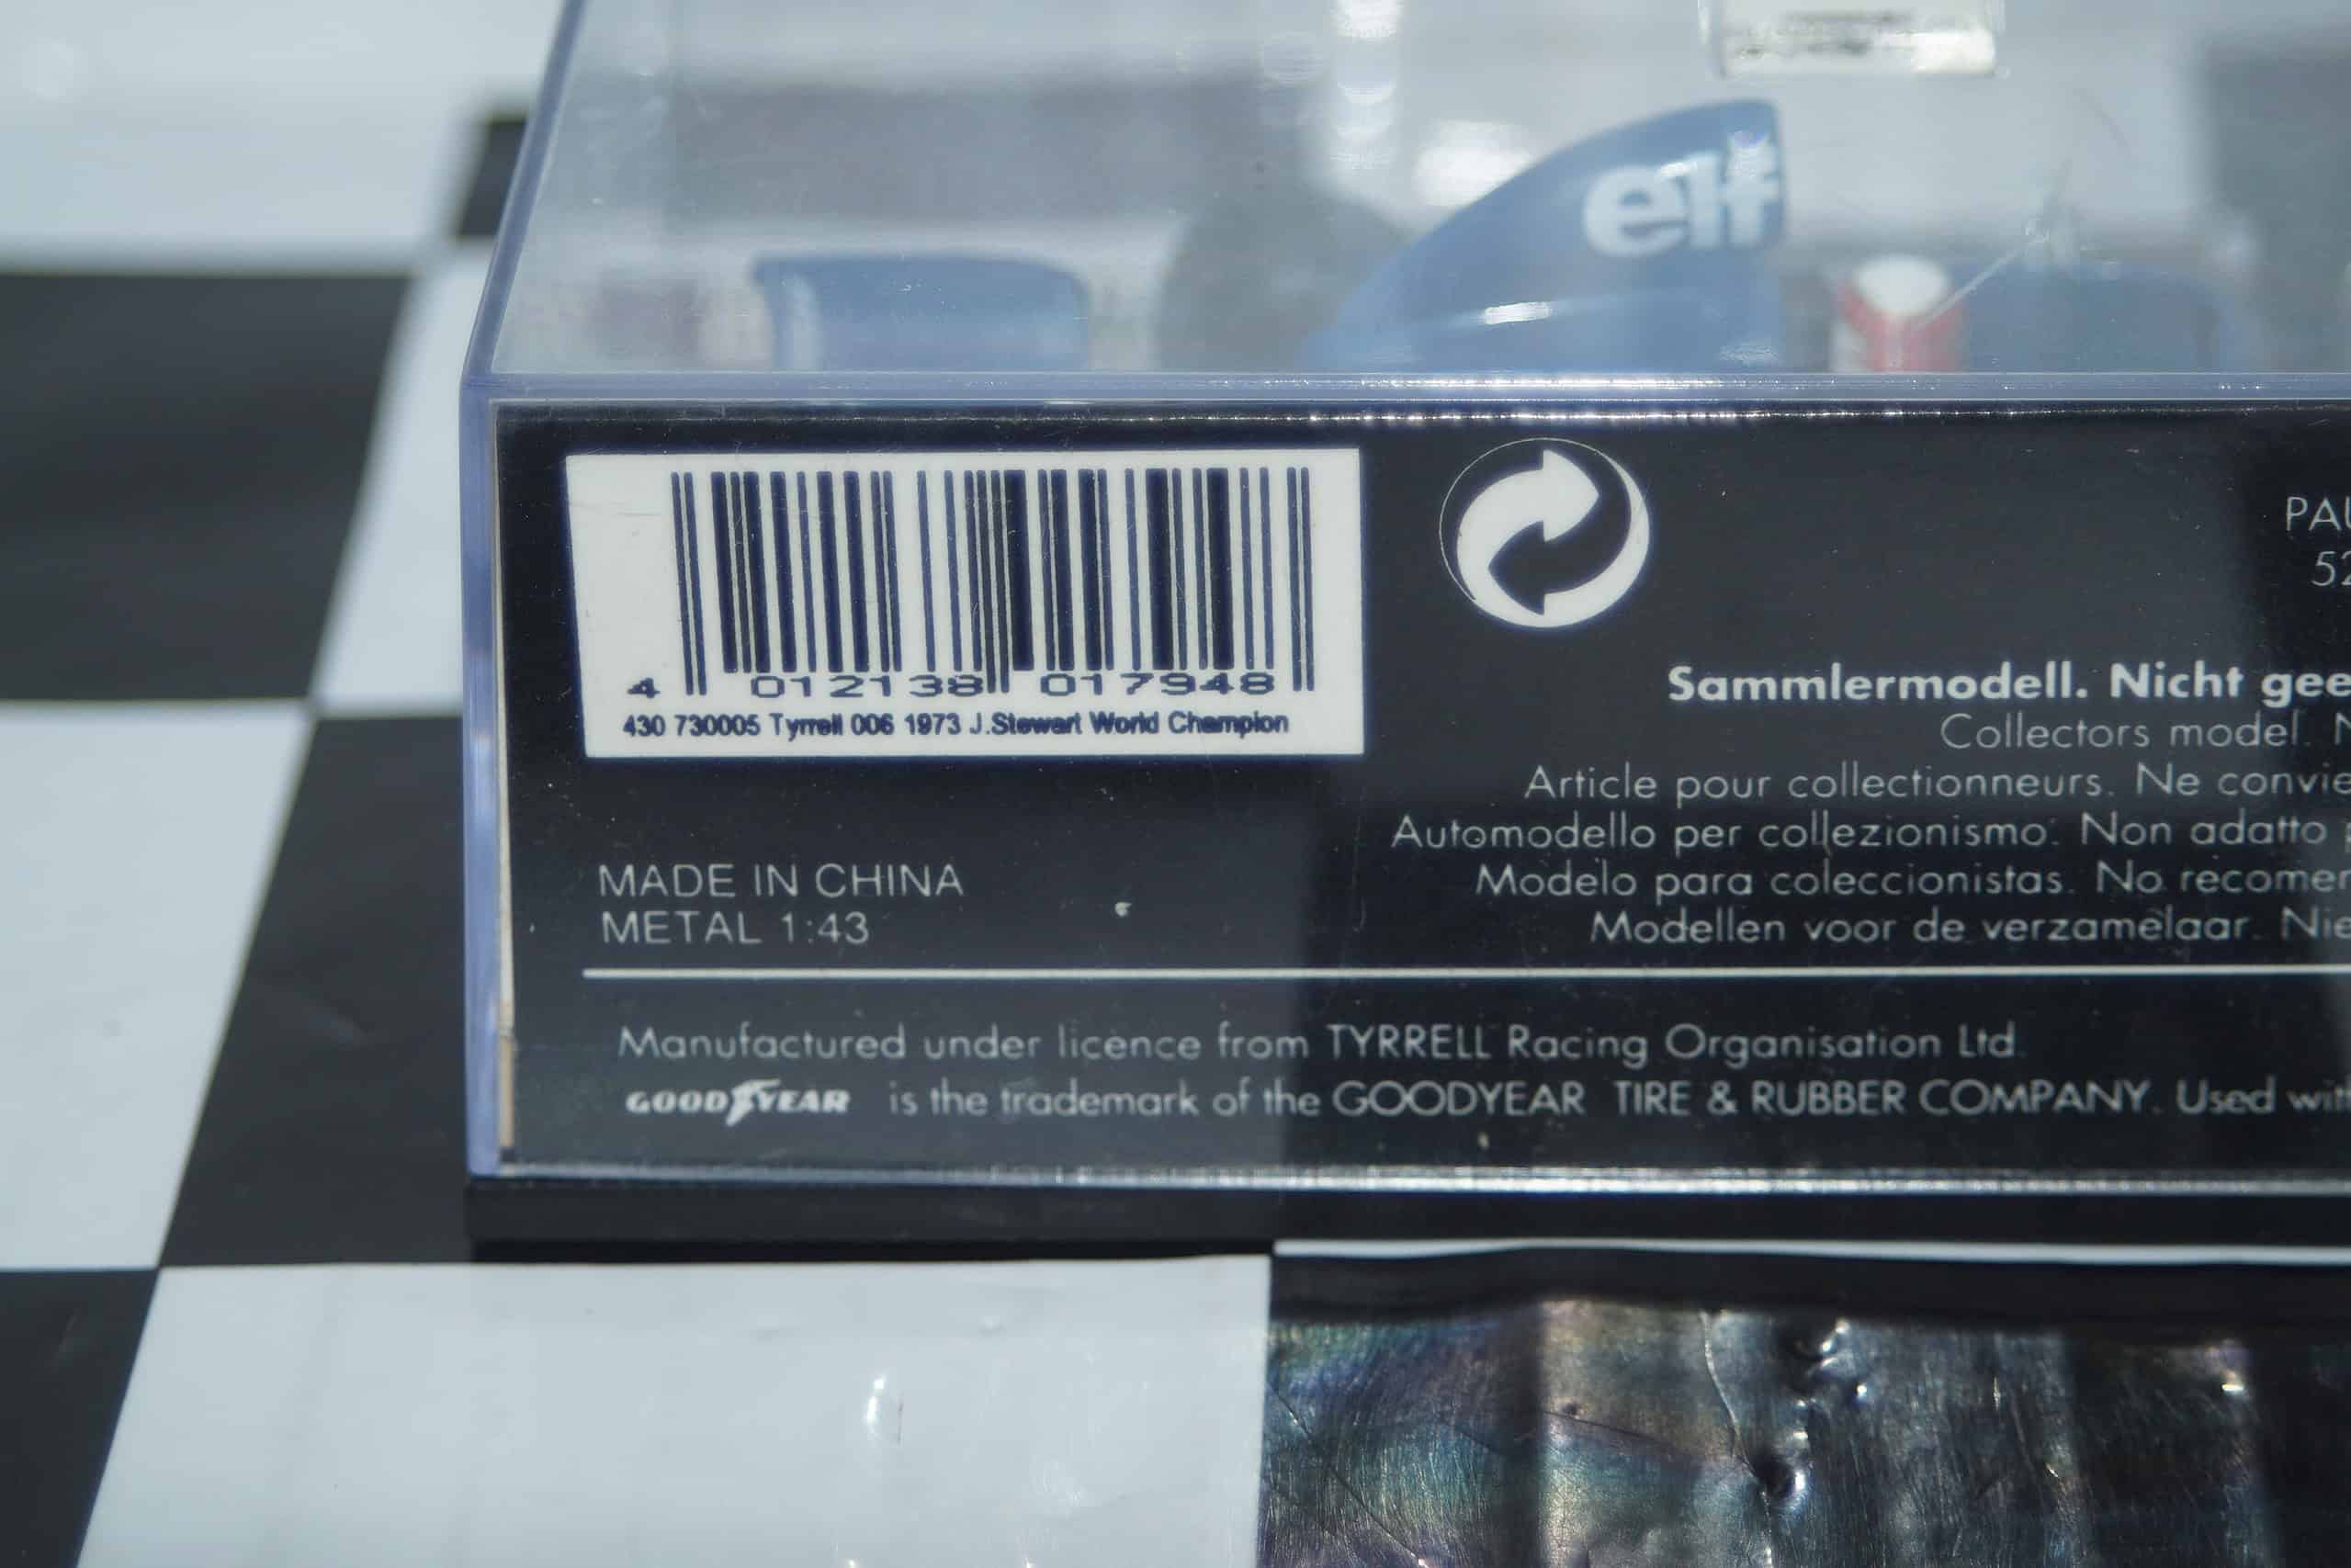 elf
4 012138 017948
430 730005 Tyrrell 006 1973 J.Stewart World Champion
PAU
52
Sammlermodell. Nicht gee
Collectors model. N
Article pour collectionneurs. Ne convie
Automodello per collezionismo. Non adatto
Modelo para coleccionistas. No recomen
Modellen voor de verzamelaar. Nie
MADE IN CHINA
METAL 1:43
Manufactured under licence from TYRRELL Racing Organisation Ltd.
GOODYEAR is the trademark of the GOODYEAR TIRE & RUBBER COMPANY. Used with